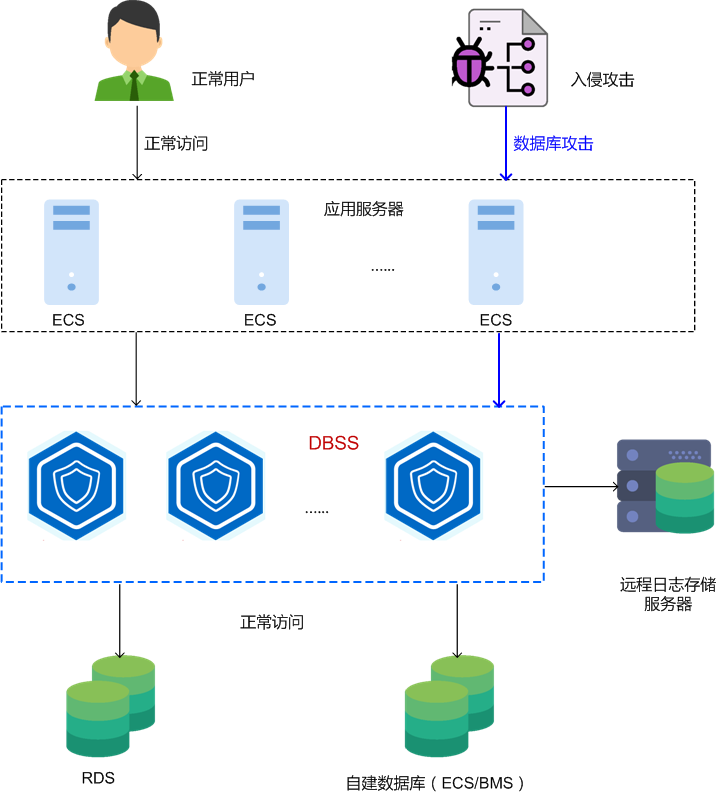 正常用户
入侵攻击
正常访问
数据库攻击
应用服务器
......
ECS
ECS
ECS
DBSS
......
远程日志存储
服务器
正常访问
RDS
自建数据库（ECS/BMS）